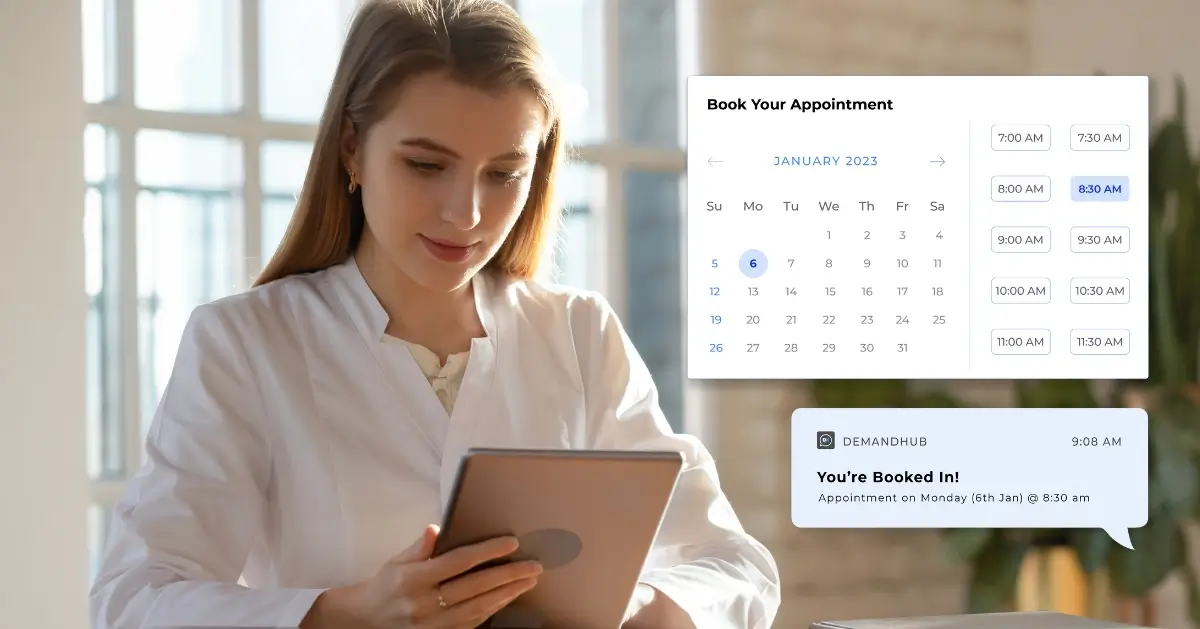 Book Your Appointment
← JANUARY 2023 →
Su Mo Tu We Th Fr Sa
1 2 3 4
5 6 7 8 9 10 11
12 13 14 15 16 17 18
19 20 21 22 23 24 25
26 27 28 29 30 31
7:00 AM 7:30 AM
8:00 AM 8:30 AM
9:00 AM 9:30 AM
10:00 AM 10:30 AM
11:00 AM 11:30 AM
DEMANDHUB 9:08 AM
You’re Booked In!
Appointment on Monday (6th Jan) @ 8:30 am